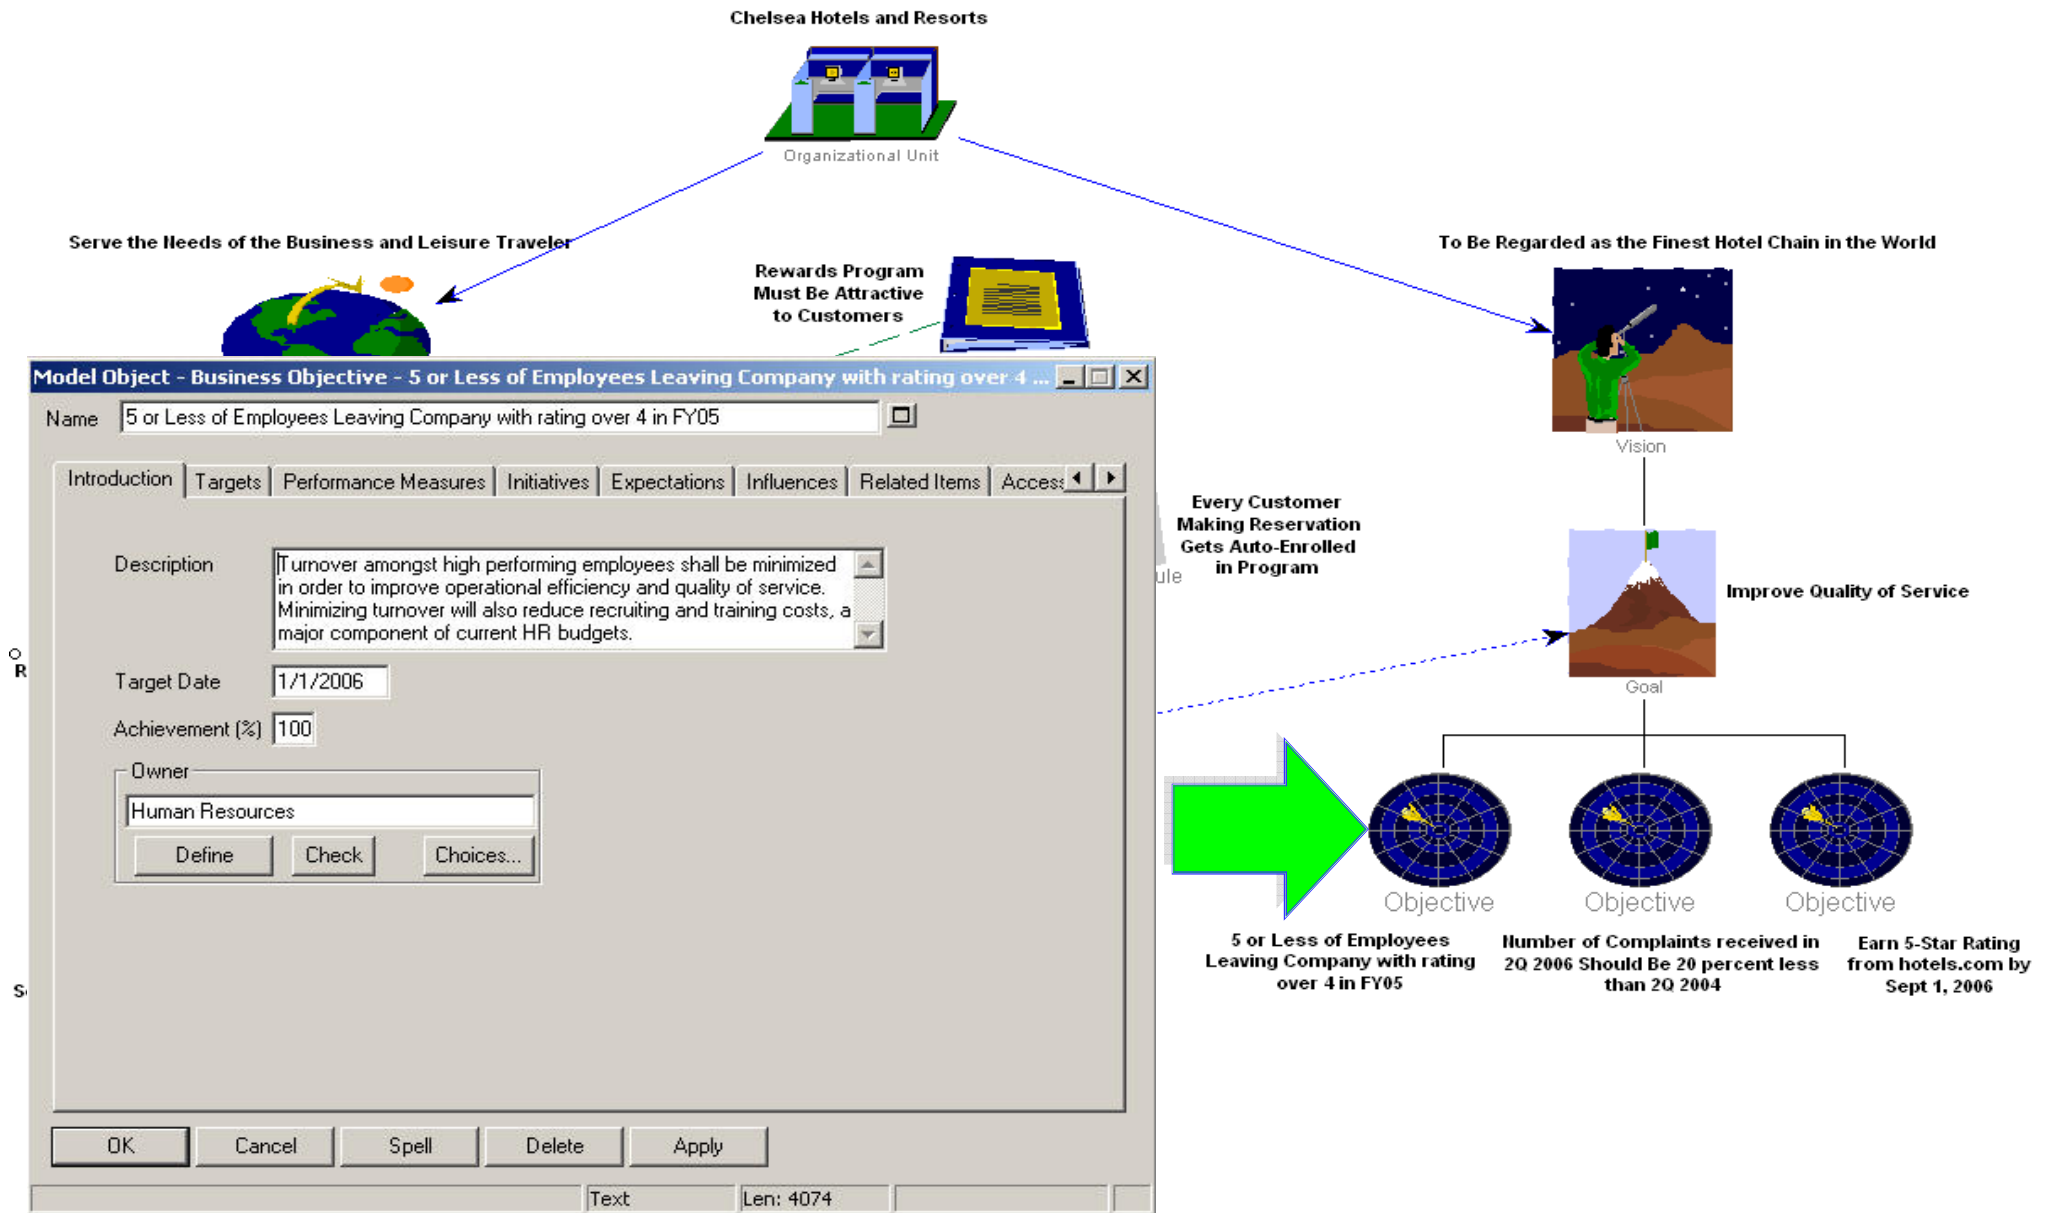 Chelsea Hotels and Resorts
Organizational Unit
Serve the Needs of the Business and Leisure Traveler
Rewards Program
Must Be Attractive
to Customers
To Be Regarded as the Finest Hotel Chain in the World
Vision
Model Object - Business Objective - 5 or Less of Employees Leaving Company with rating over 4 ...
Name
5 or Less of Employees Leaving Company with rating over 4 in FY05
Introduction
Targets
Performance Measures
Initiatives
Expectations
Influences
Related Items
Access
Description
Turnover amongst high performing employees shall be minimized
in order to improve operational efficiency and quality of service.
Minimizing turnover will also reduce recruiting and training costs, a
major component of current HR budgets.
Target Date
1/1/2006
Achievement (%)
100
Owner
Human Resources
Define
Check
Choices...
OK
Cancel
Spell
Delete
Apply
Text
Len: 4074
R
S
ule
Every Customer
Making Reservation
Gets Auto-Enrolled
in Program
Improve Quality of Service
Goal
Objective
5 or Less of Employees
Leaving Company with rating
over 4 in FY05
Objective
Number of Complaints received in
2Q 2006 Should Be 20 percent less
than 2Q 2004
Objective
Earn 5-Star Rating
from hotels.com by
Sept 1, 2006